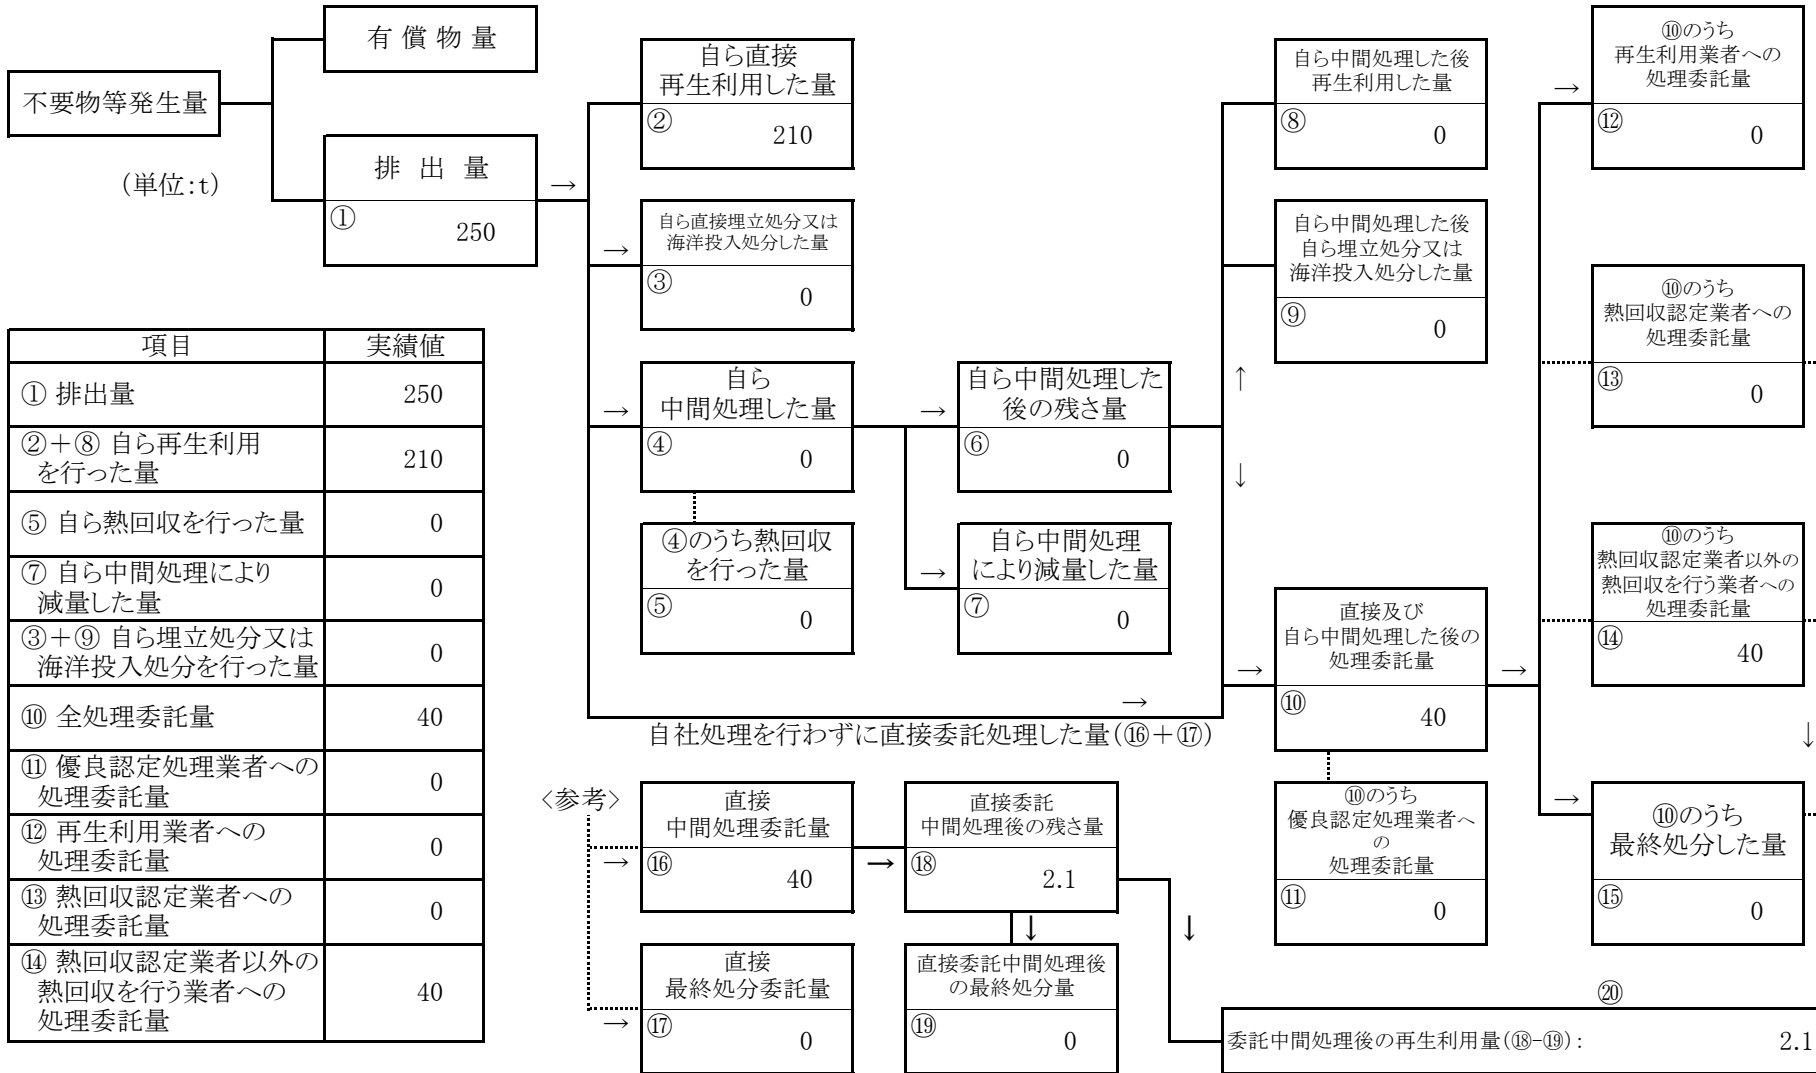 不要物等発生量
(単位:t)
有 償 物 量
排 出 量
①
250
→
自ら直接
再生利用した量
②
210
→
自ら直接埋立処分又は
海洋投入処分した量
③
0
→
自ら
中間処理した量
④
0
④のうち熱回収
を行った量
⑤
0
→
自ら中間処理した
後の残さ量
⑥
0
→
自ら中間処理
により減量した量
⑦
0
自ら中間処理した後
再生利用した量
⑧
0
自ら中間処理した後
自ら埋立処分又は
海洋投入処分した量
⑨
0
↑
↓
→
直接及び
自ら中間処理した後の
処理委託量
⑩
40
→
⑩のうち
優良認定処理業者へ
の
処理委託量
⑪
0
→
⑩のうち
再生利用業者への
処理委託量
⑫
0
⑩のうち
熱回収認定業者への
処理委託量
⑬
0
⑩のうち
熱回収認定業者以外の
熱回収を行う業者への
処理委託量
⑭
40
↓
→
⑩のうち
最終処分した量
⑮
0
→
自社処理を行わずに直接委託処理した量(⑯+⑰)
<参考>
→
直接
中間処理委託量
⑯
40
→
直接委託
中間処理後の残さ量
⑱
2.1
→
直接
最終処分委託量
⑰
0
↓
直接委託中間処理後
の最終処分量
⑲
0
↓
⑳
委託中間処理後の再生利用量(⑱-⑲): 2.1
項目 実績値
① 排出量 250
②+⑧ 自ら再生利用
を行った量 210
⑤ 自ら熱回収を行った量 0
⑦ 自ら中間処理により
減量した量 0
③+⑨ 自ら埋立処分又は
海洋投入処分を行った量 0
⑩ 全処理委託量 40
⑪ 優良認定処理業者への
処理委託量 0
⑫ 再生利用業者への
処理委託量 0
⑬ 熱回収認定業者への
処理委託量 0
⑭ 熱回収認定業者以外の
熱回収を行う業者への 40
処理委託量